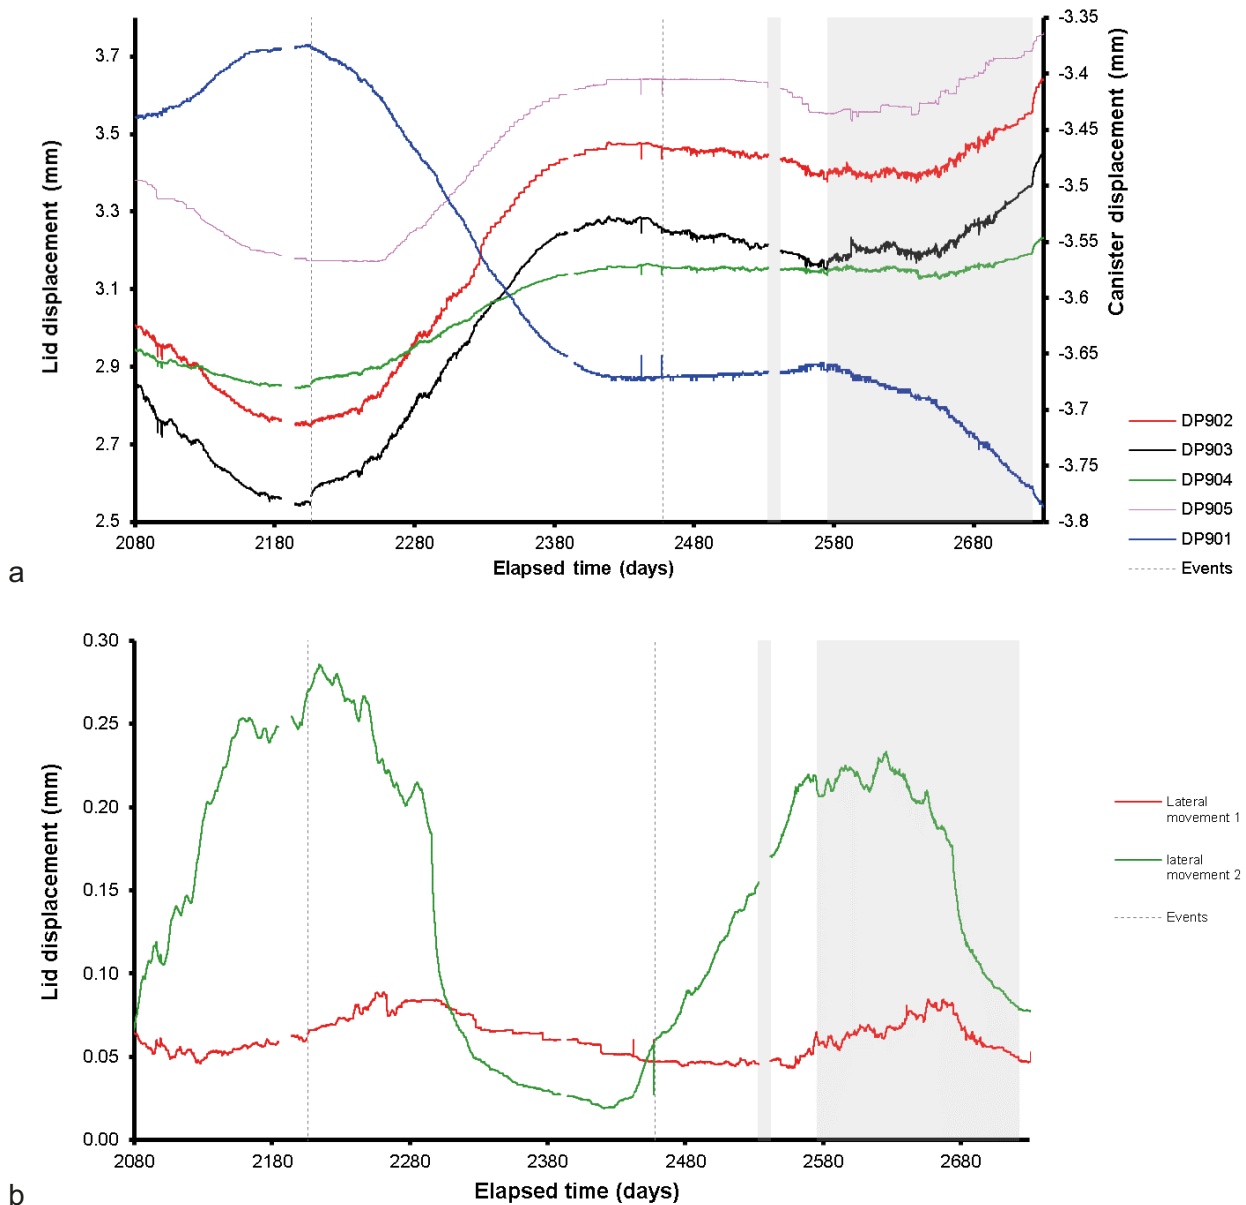 Lid displacement (mm)
3.7
3.5
3.3
3.1
2.9
2.7
2.5
2080
2180
2280
2380
2480
2580
2680
Elapsed time (days)
-3.35
-3.4
-3.45
-3.5
-3.55
-3.6
-3.65
-3.7
-3.75
-3.8
Canister displacement (mm)
DP902
DP903
DP904
DP905
DP901
Events
a
Lid displacement (mm)
0.30
0.25
0.20
0.15
0.10
0.05
0.00
2080
2180
2280
2380
2480
2580
2680
Elapsed time (days)
Lateral
movement 1
lateral
movement 2
Events
b